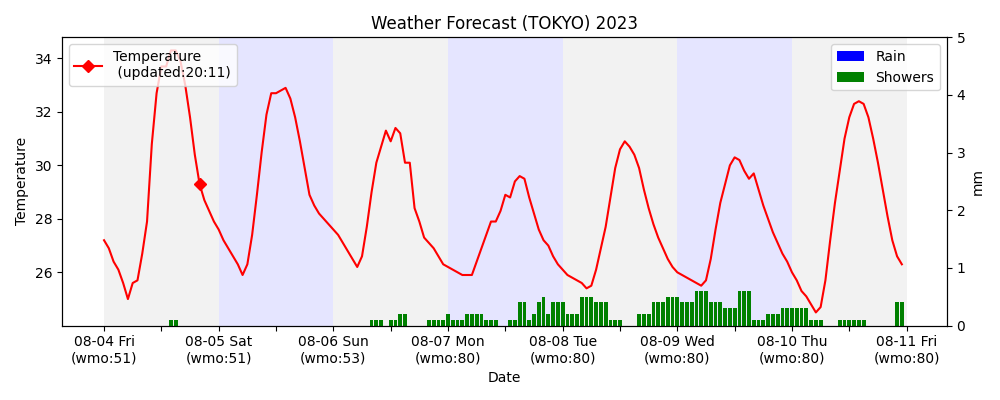 Weather Forecast (TOKYO) 2023
Temperature
(updated:20:11)
Rain
Showers
Temperature
34
32
30
28
26
5
4
3
2
1
0
mm
08-04 Fri
(wmo:51)
08-05 Sat
(wmo:51)
08-06 Sun
(wmo:53)
08-07 Mon
(wmo:80)
08-08 Tue
(wmo:80)
08-09 Wed
(wmo:80)
08-10 Thu
(wmo:80)
08-11 Fri
(wmo:80)
Date